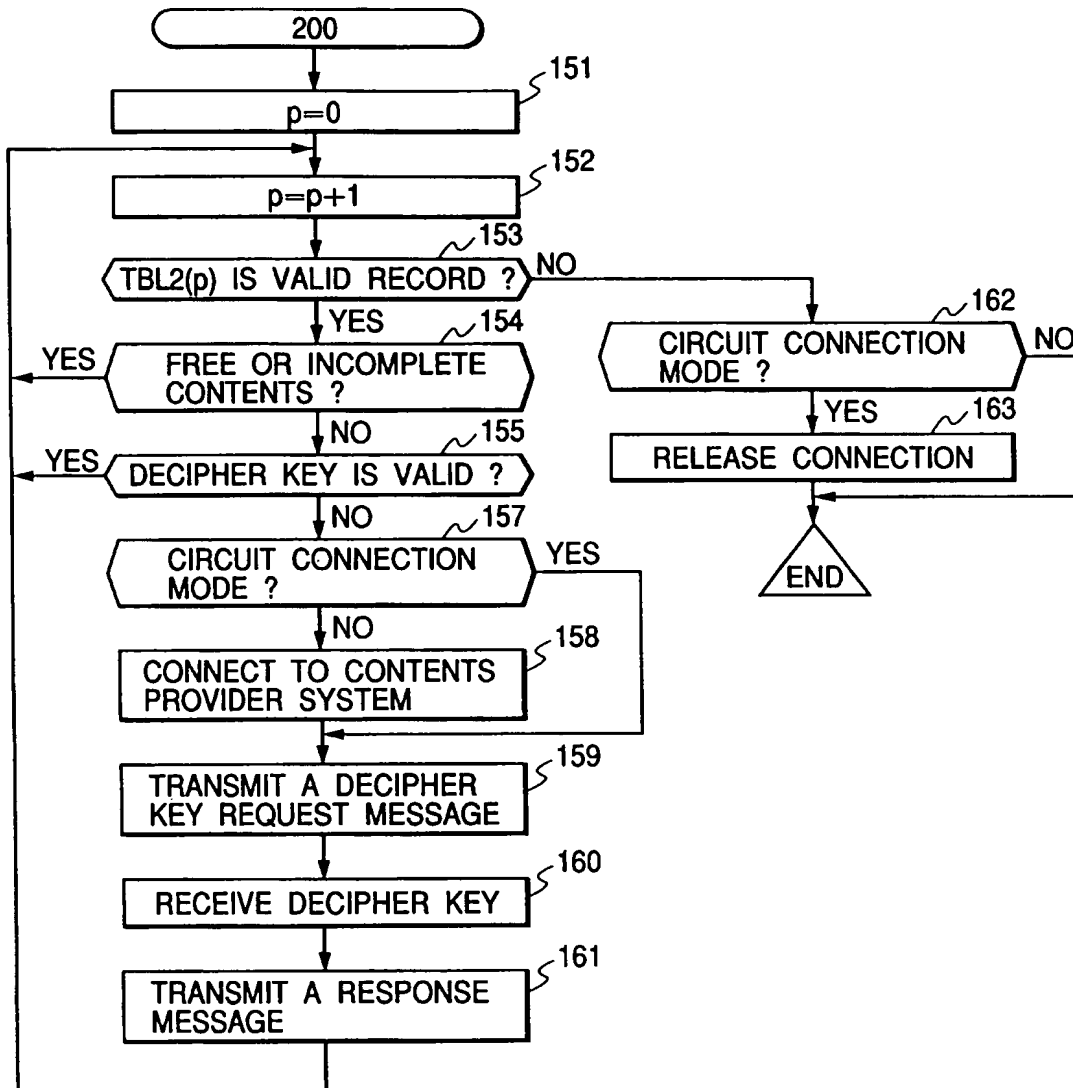 200
151
p=0
152
p=p+1
153
TBL2(p) IS VALID RECORD ?
NO
YES
154
YES
FREE OR INCOMPLETE
CONTENTS ?
NO
155
YES
DECIPHER KEY IS VALID ?
NO
157
CIRCUIT CONNECTION
MODE ?
YES
NO
158
CONNECT TO CONTENTS
PROVIDER SYSTEM
159
TRANSMIT A DECIPHER
KEY REQUEST MESSAGE
160
RECEIVE DECIPHER KEY
161
TRANSMIT A RESPONSE
MESSAGE
162
CIRCUIT CONNECTION
MODE ?
NO
YES
163
RELEASE CONNECTION
END